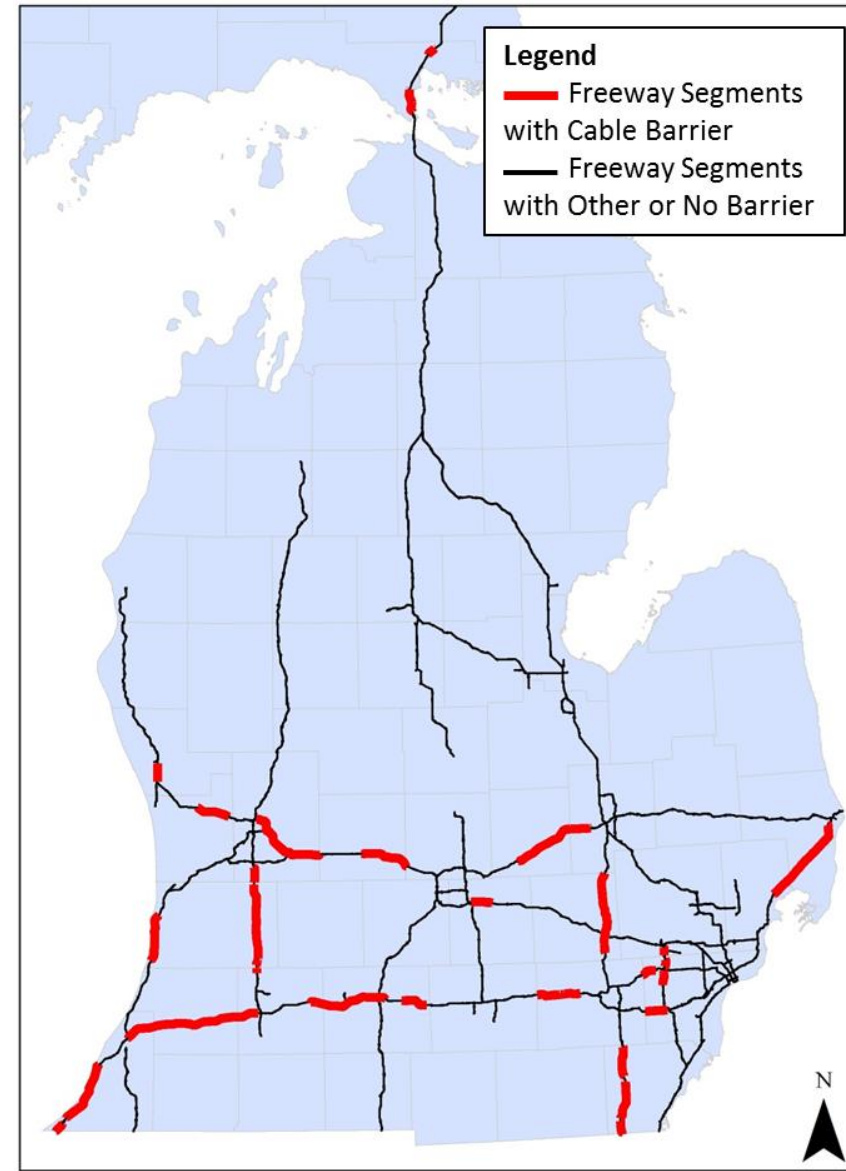 Legend
Freeway Segments
with Cable Barrier
Freeway Segments
with Other or No Barrier
N